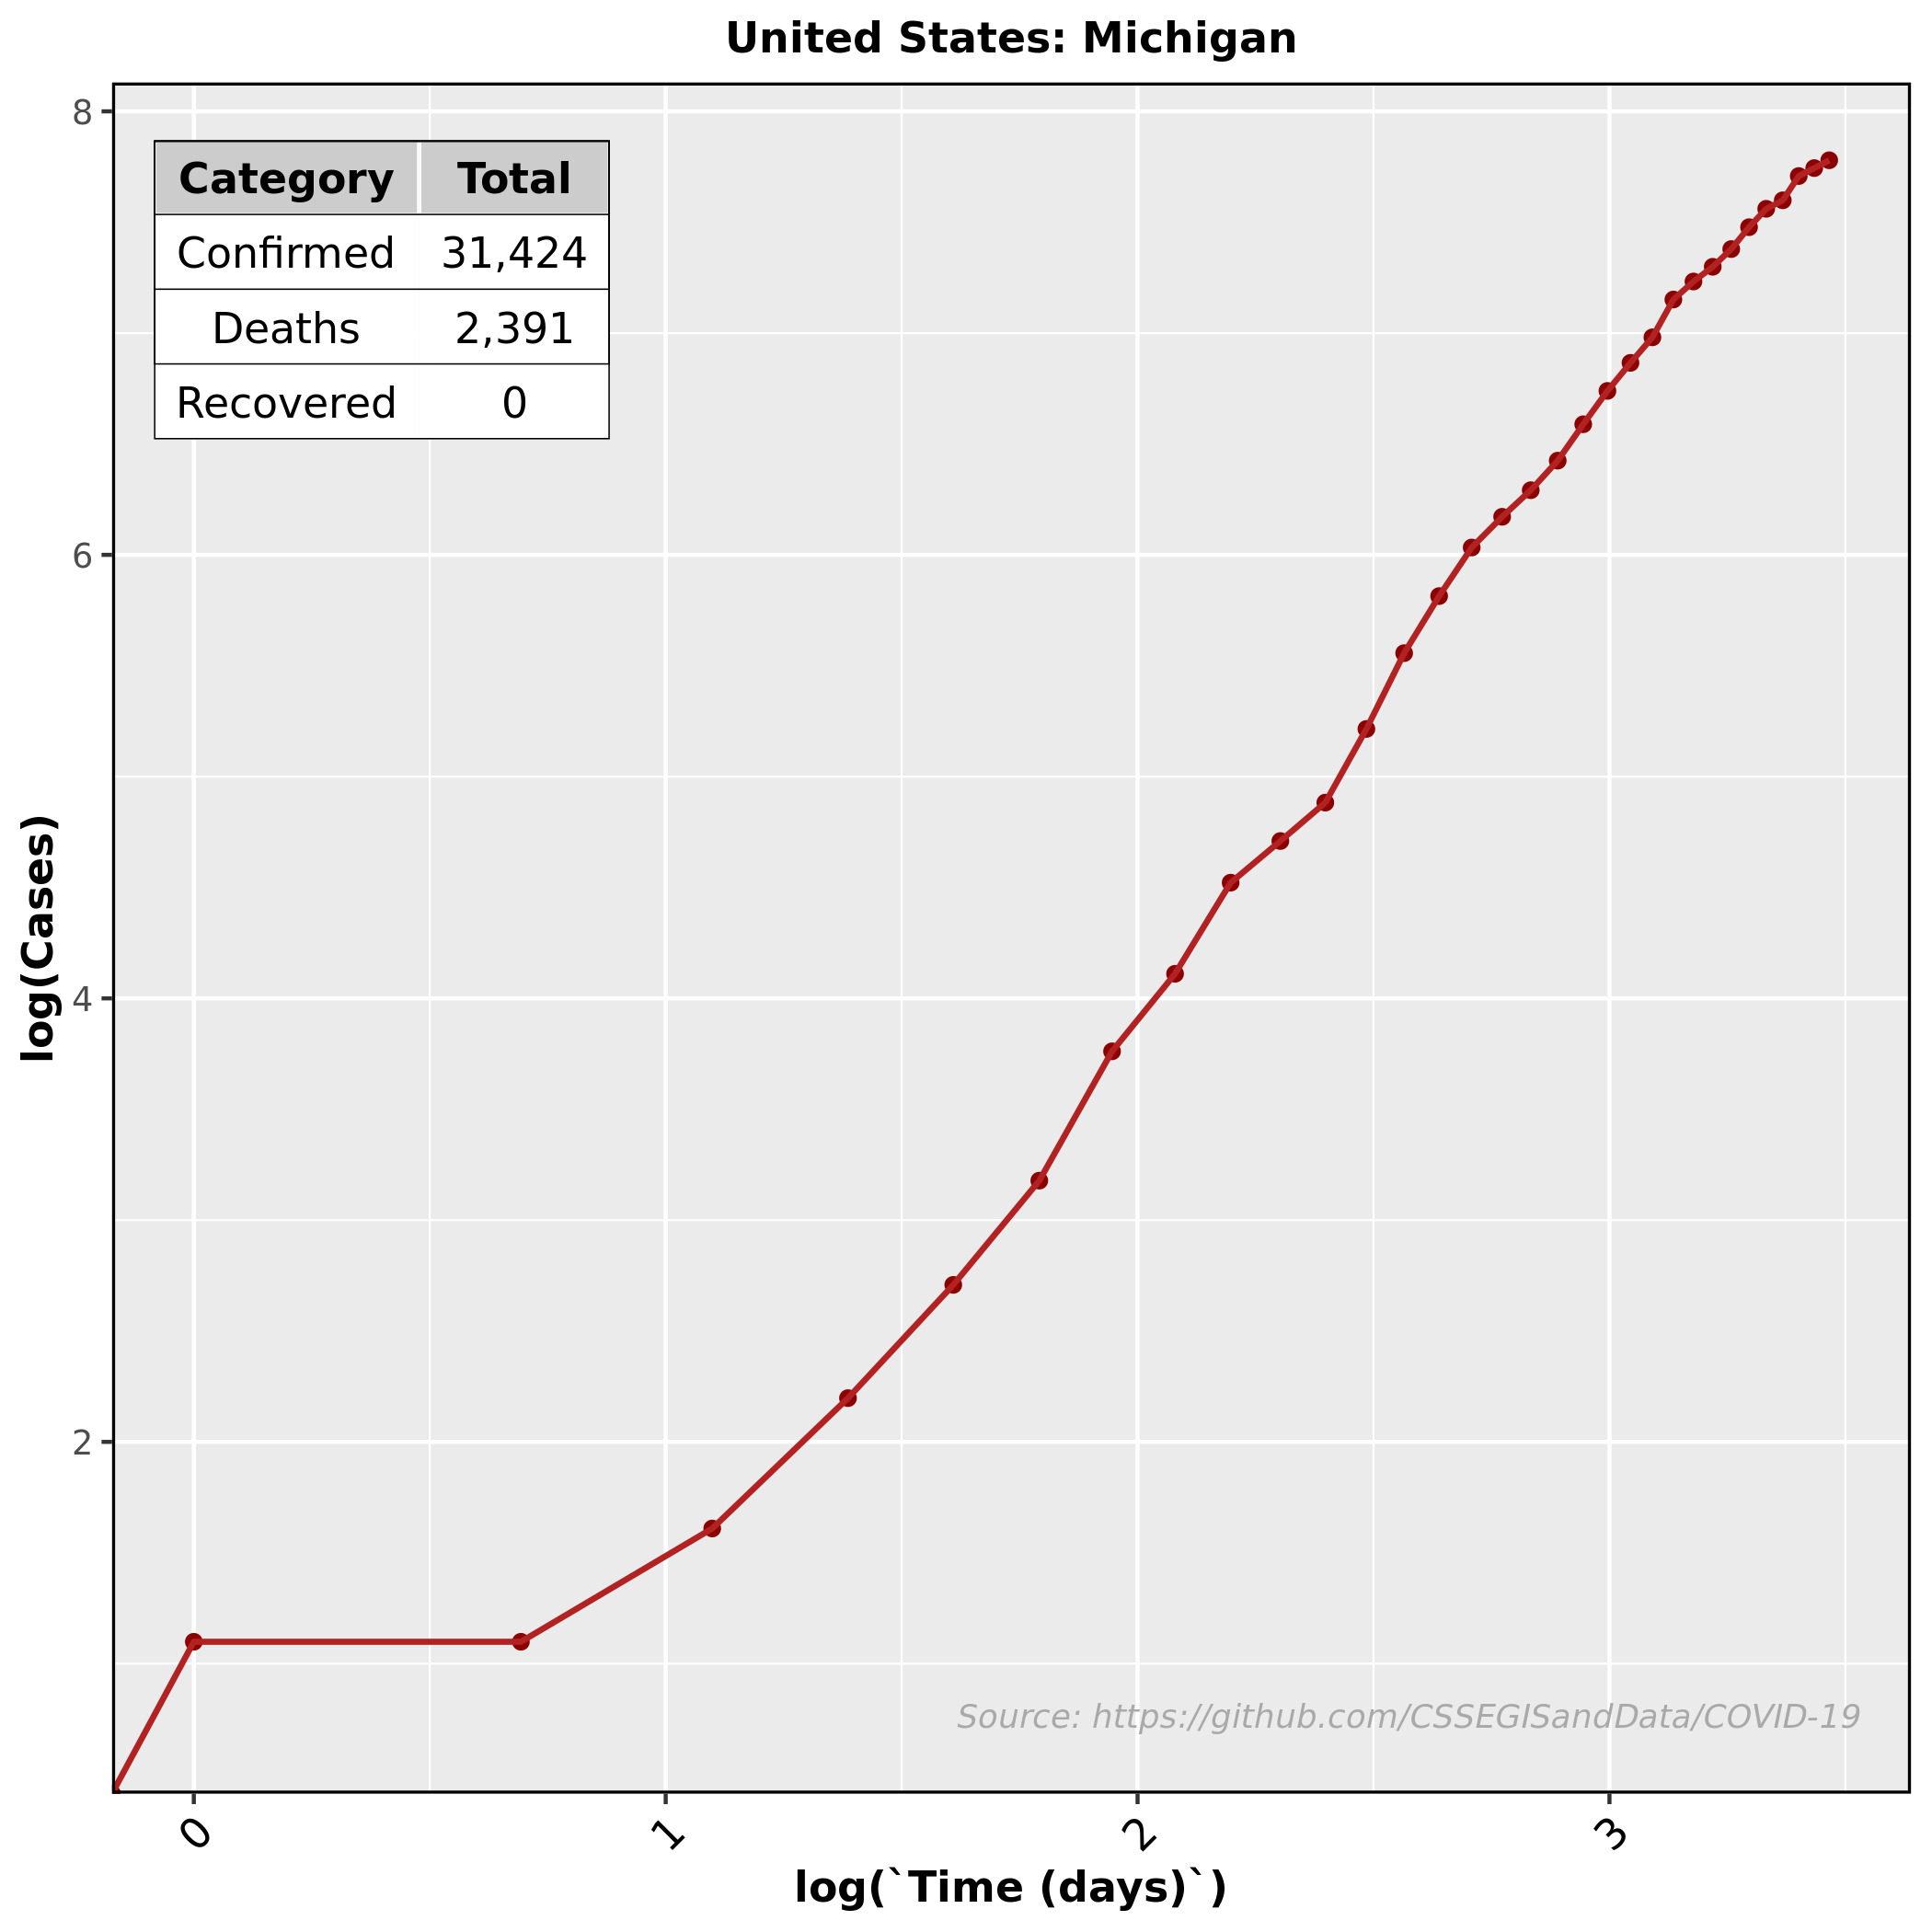 United States: Michigan
8
6
4
2
log(Cases)
Category Total
Confirmed 31,424
Deaths 2,391
Recovered 0
Source: https://github.com/CSSEGISandData/COVID-19
0 1 2 3
log(`Time (days)`)